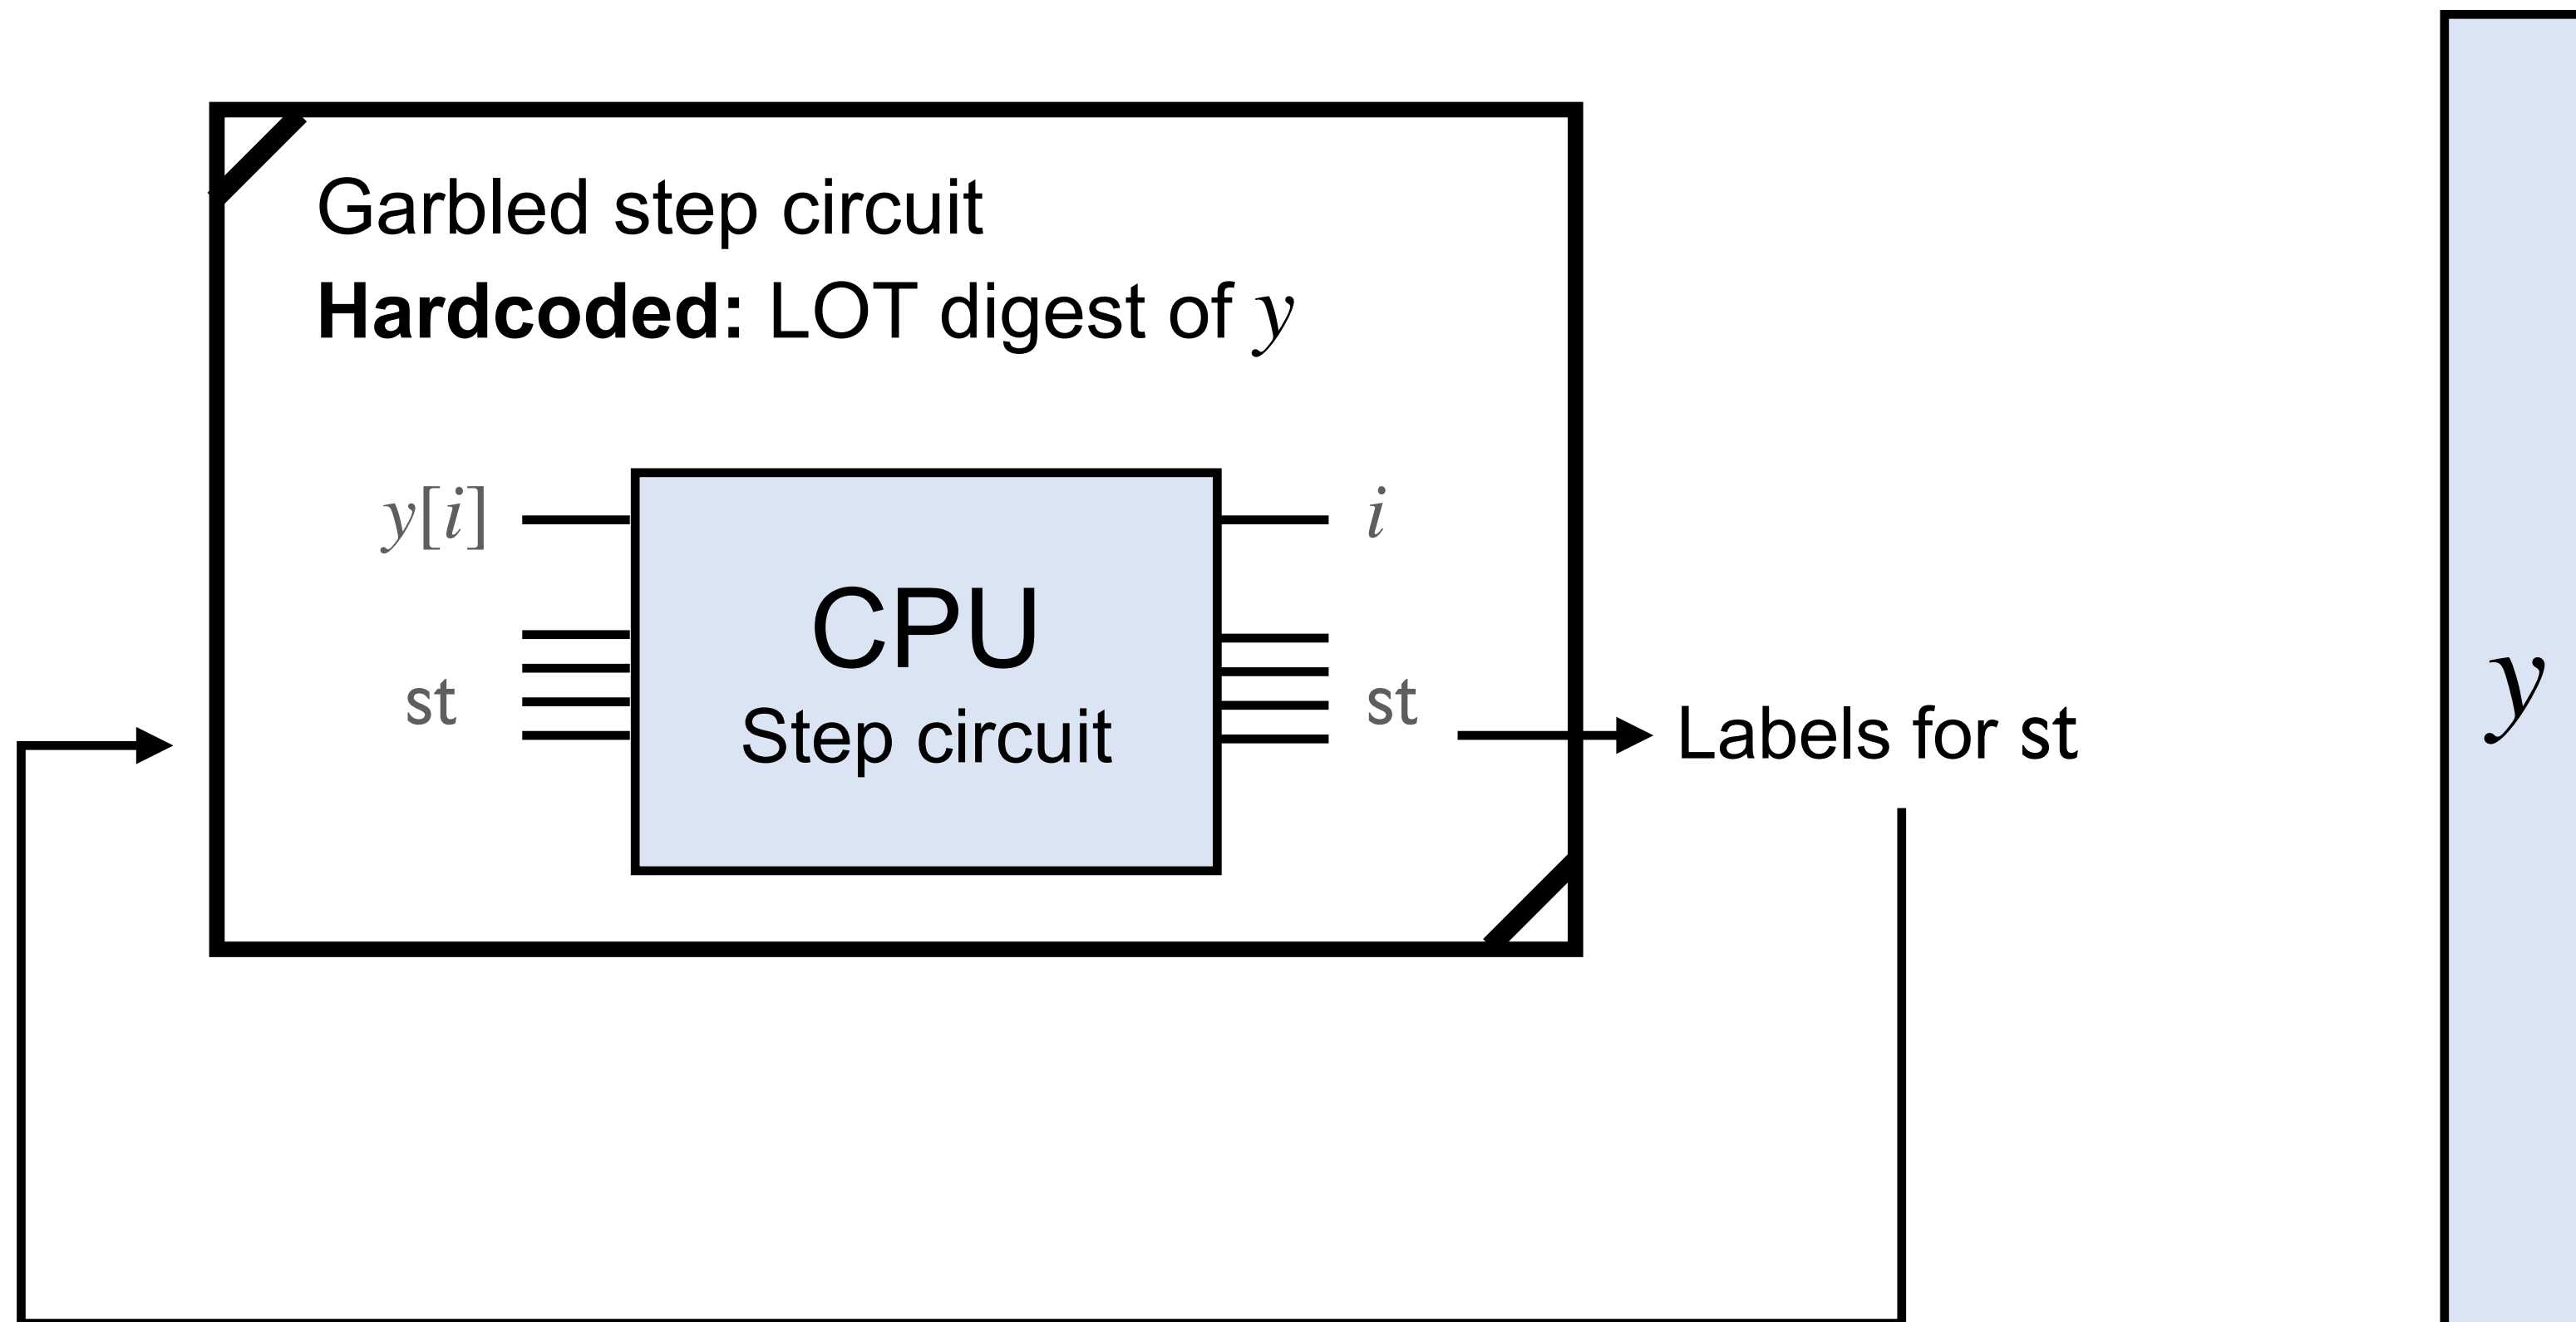 Garbled step circuit
Hardcoded: LOT digest of y
y[i]
i
CPU
Step circuit
st
st
Labels for st
y